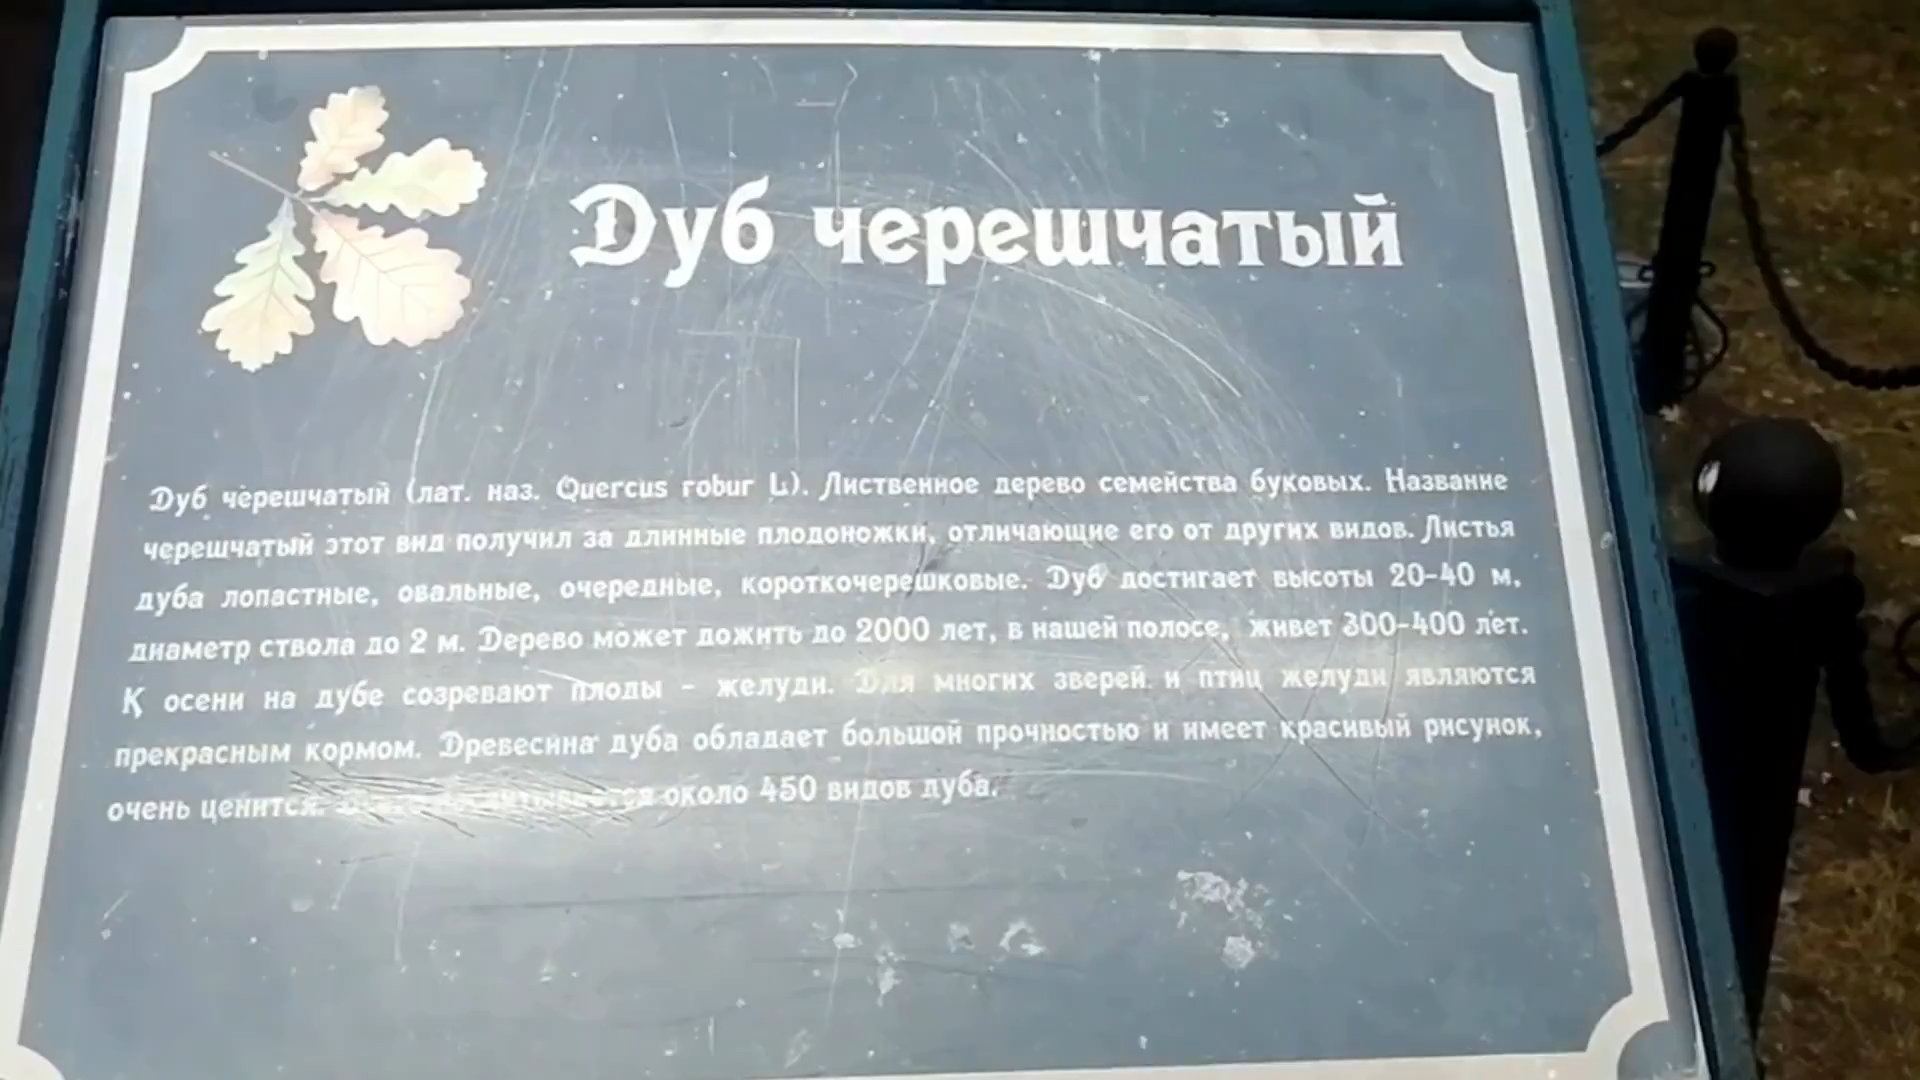 Дуб черешчатый
Дуб черешчатый (лат. наз. Quercus robur L). Лиственное дерево семейства буковых. Название
черешчатый этот вид получил за длинные плодоножки, отличающие его от других видов. Листья
дуба лопастные, овальные, очередные, короткочерешковые. Дуб достигает высоты 20-40 м,
диаметр ствола до 2 м. Дерево может дожить до 2000 лет, в нашей полосе, живет 300-400 лет.
К осени на дубе созревают плоды - желуди. Для многих зверей и птиц желуди являются
прекрасным кормом. Древесина дуба обладает большой прочностью и имеет красивый рисунок,
очень ценится. около 450 видов дуба.